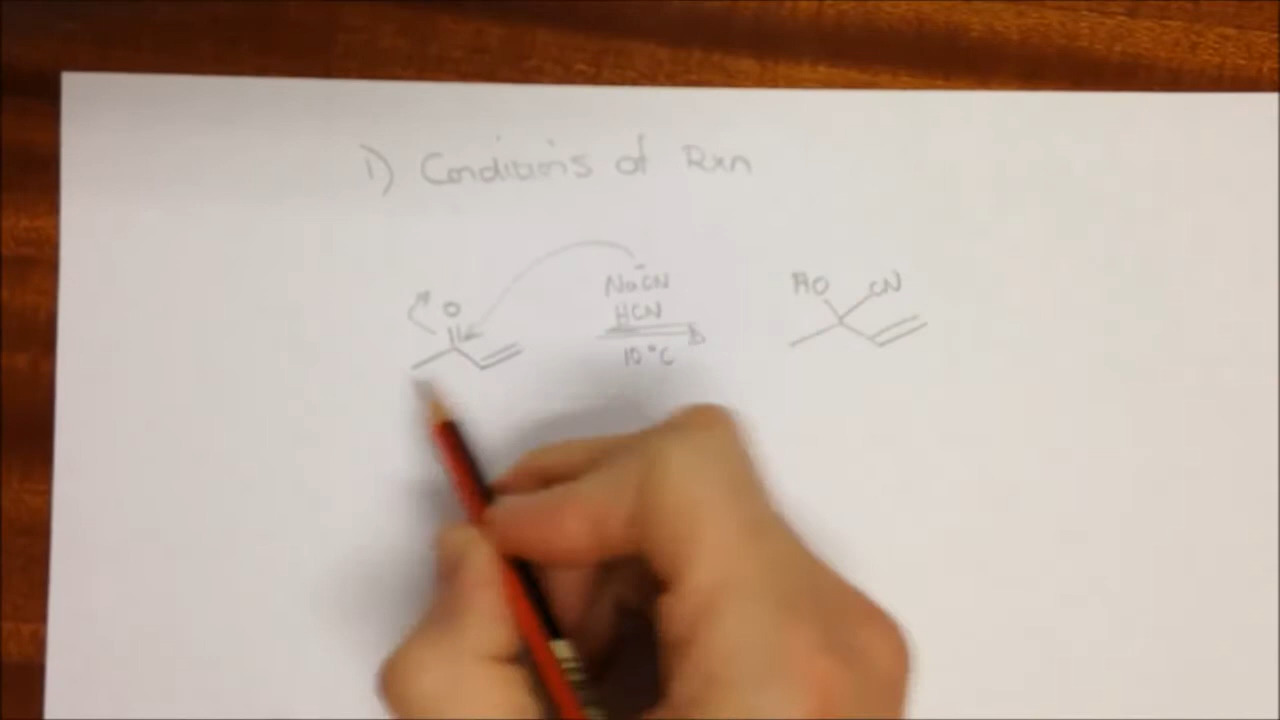 1) Conditions of Rxn
NaCN
HCN
10°C
O
HO CN